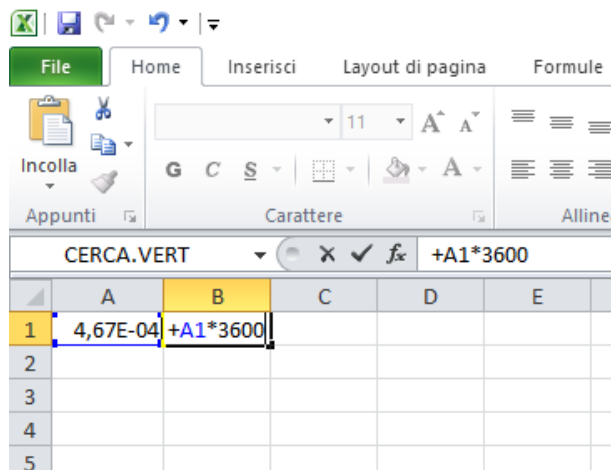 File Home Inserisci Layout di pagina Formule
11 A A
Incolla
G C S A
Appunti Carattere
CERCA.VERT fx +A1*3600
A B C D E
1 4,67E-04 +A1*3600
2
3
4
5